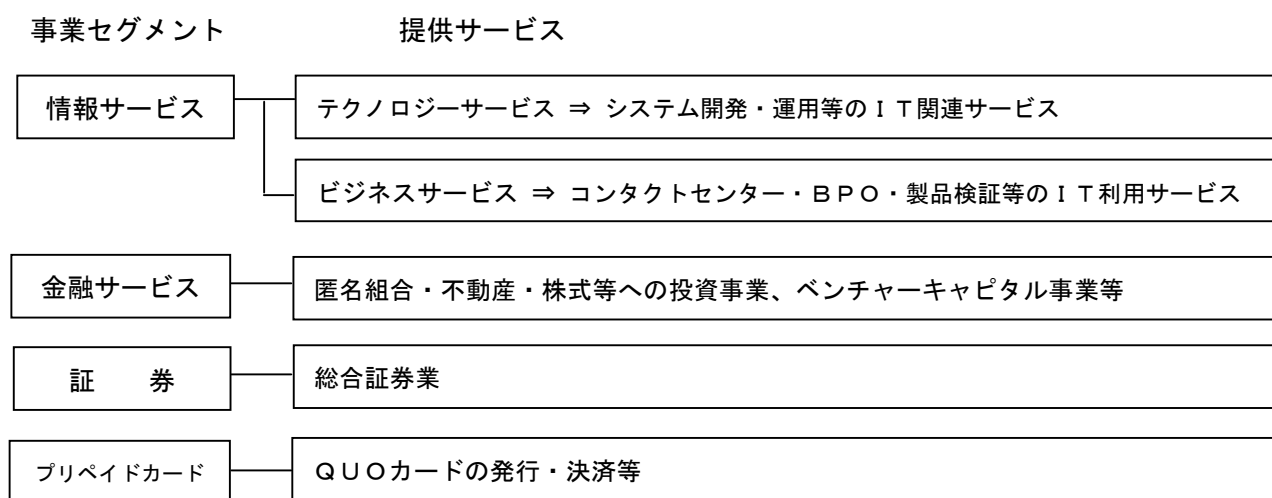 事業セグメント 提供サービス
情報サービス テクノロジーサービス ⇒ システム開発・運用等のＩＴ関連サービス
ビジネスサービス ⇒ コンタクトセンター・ＢＰＯ・製品検証等のＩＴ利用サービス
金融サービス 匿名組合・不動産・株式等への投資事業、ベンチャーキャピタル事業等
証　　券 総合証券業
プリペイドカード ＱＵＯカードの発行・決済等